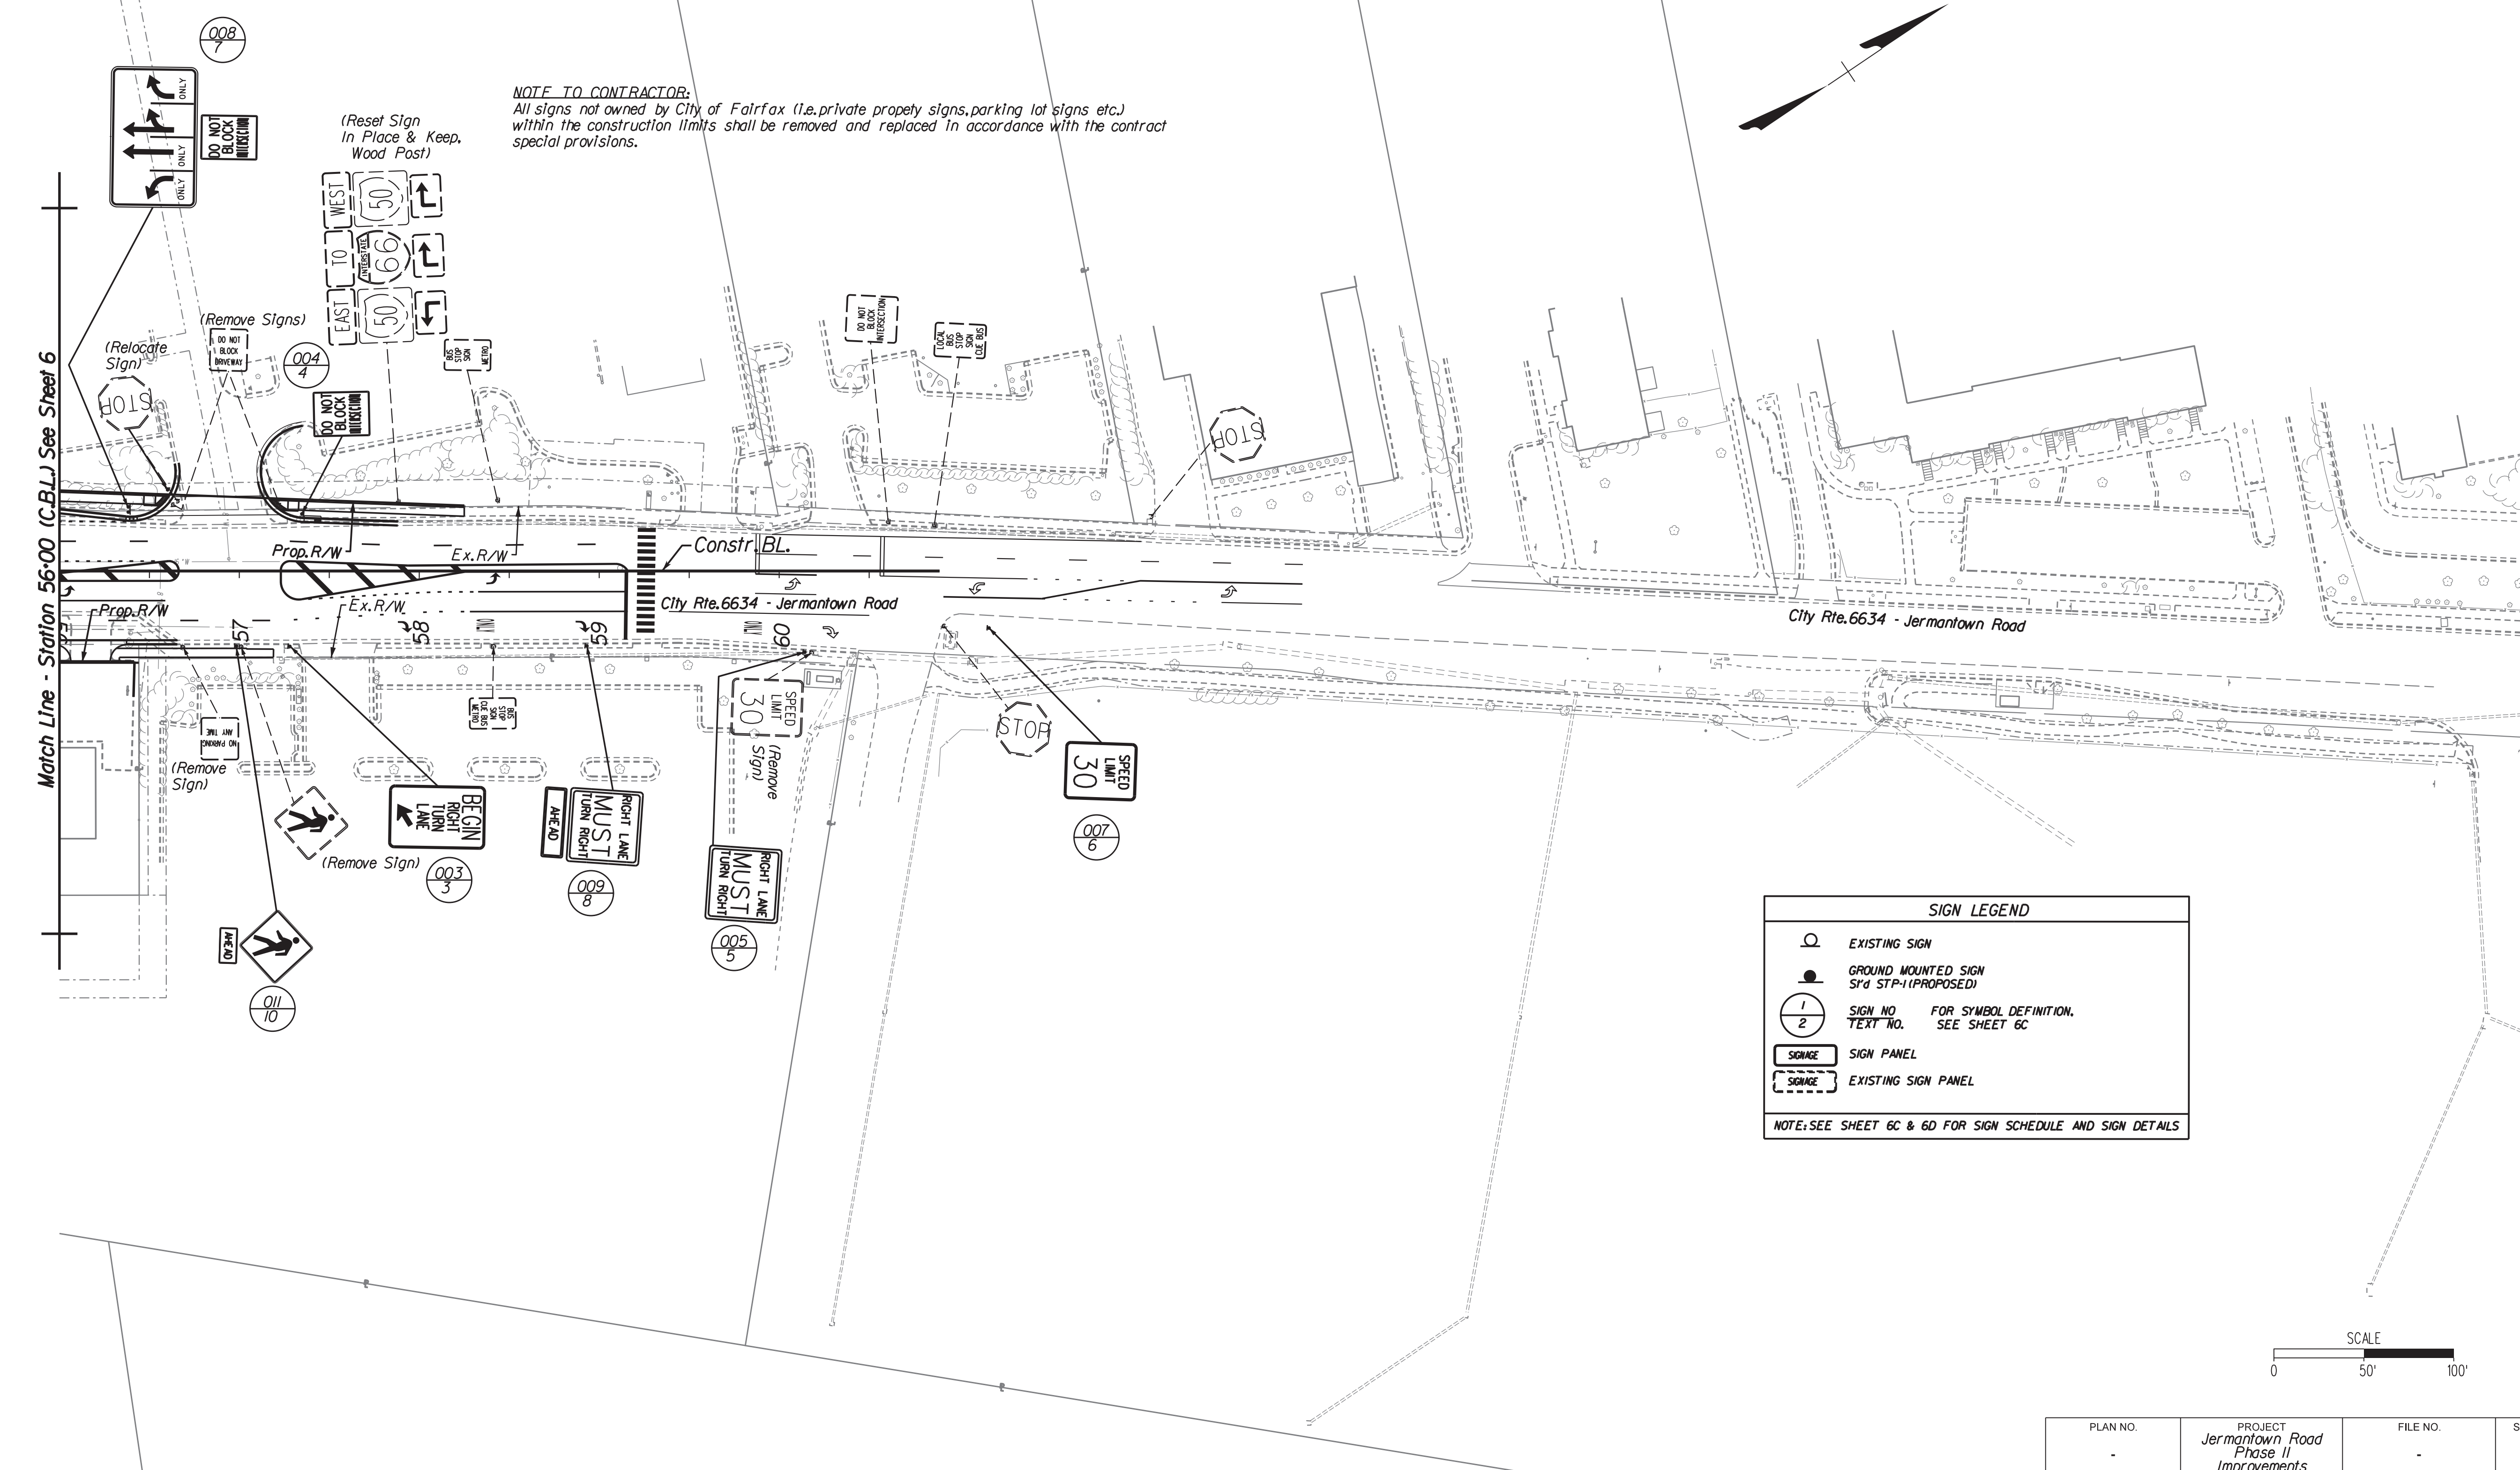 008
7
ONLY
ONLY
ONLY
DO NOT
BLOCK
INTERSECTION
(Reset Sign
In Place & Keep,
Wood Post)
NOTE TO CONTRACTOR:
All signs not owned by City of Fairfax (i.e. private propety signs, parking lot signs etc.)
within the construction limits shall be removed and replaced in accordance with the contract
special provisions.
WEST
50
TO
INTERSTATE
66
EAST
50
Match Line - Station 56+00 (C.B.L.) See Sheet 6
(Relocate
Sign)
STOP
(Remove Signs)
DO NOT
BLOCK
DRIVEWAY
004
4
DO NOT
BLOCK
INTERSECTION
BUS
STOP
SIGN
METRO
DO NOT
BLOCK
INTERSECTION
LOCAL
BUS
STOP
SIGN
CUE BUS
STOP
Prop. R/W
Ex. R/W
Constr. BL.
Prop. R/W
Ex. R/W
City Rte. 6634 - Jermantown Road
City Rte. 6634 - Jermantown Road
57
58
59
60
NO PARKING
ANY TIME
(Remove
Sign)
(Remove Sign)
BEGIN
RIGHT
TURN
LANE
003
3
BUS
STOP
SIGN
CUE BUS
METRO
RIGHT LANE
MUST
TURN RIGHT
AHEAD
009
8
SPEED
LIMIT
30
(Remove
Sign)
RIGHT LANE
MUST
TURN RIGHT
005
5
STOP
SPEED
LIMIT
30
007
6
AHEAD
011
10
SIGN LEGEND
EXISTING SIGN
GROUND MOUNTED SIGN
St'd STP-1 (PROPOSED)
1
2
SIGN NO FOR SYMBOL DEFINITION,
TEXT NO. SEE SHEET 6C
SIGNAGE SIGN PANEL
SIGNAGE EXISTING SIGN PANEL
NOTE: SEE SHEET 6C & 6D FOR SIGN SCHEDULE AND SIGN DETAILS
SCALE
0 50' 100'
PLAN NO.
-
PROJECT
Jermantown Road
Phase II
Improvements
FILE NO.
-